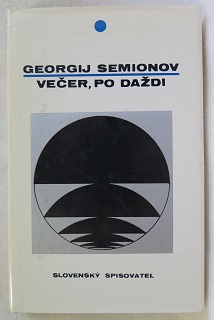 GEORGIJ SEMIONOV
VEČER, PO DAŽDI
SLOVENSKÝ SPISOVATEĽ